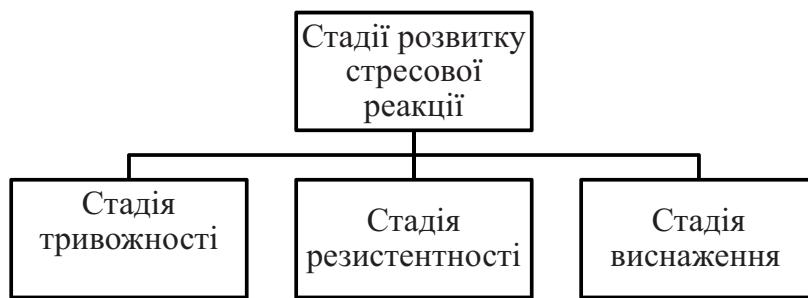 Стадії розвитку
стресової
реакції
Стадія
тривожності
Стадія
резистентності
Стадія
виснаження